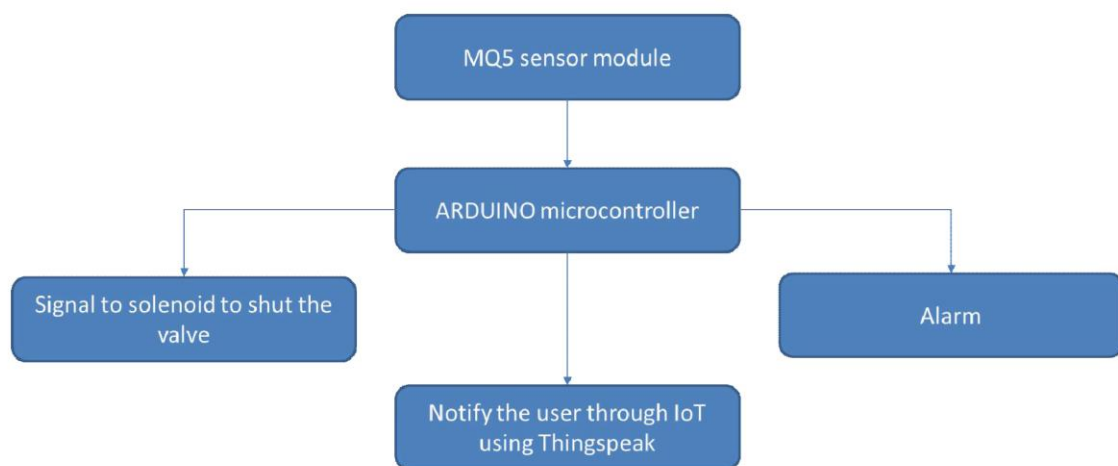 MQ5 sensor module
ARDUINO microcontroller
Signal to solenoid to shut the
valve
Alarm
Notify the user through IoT
using Thingspeak